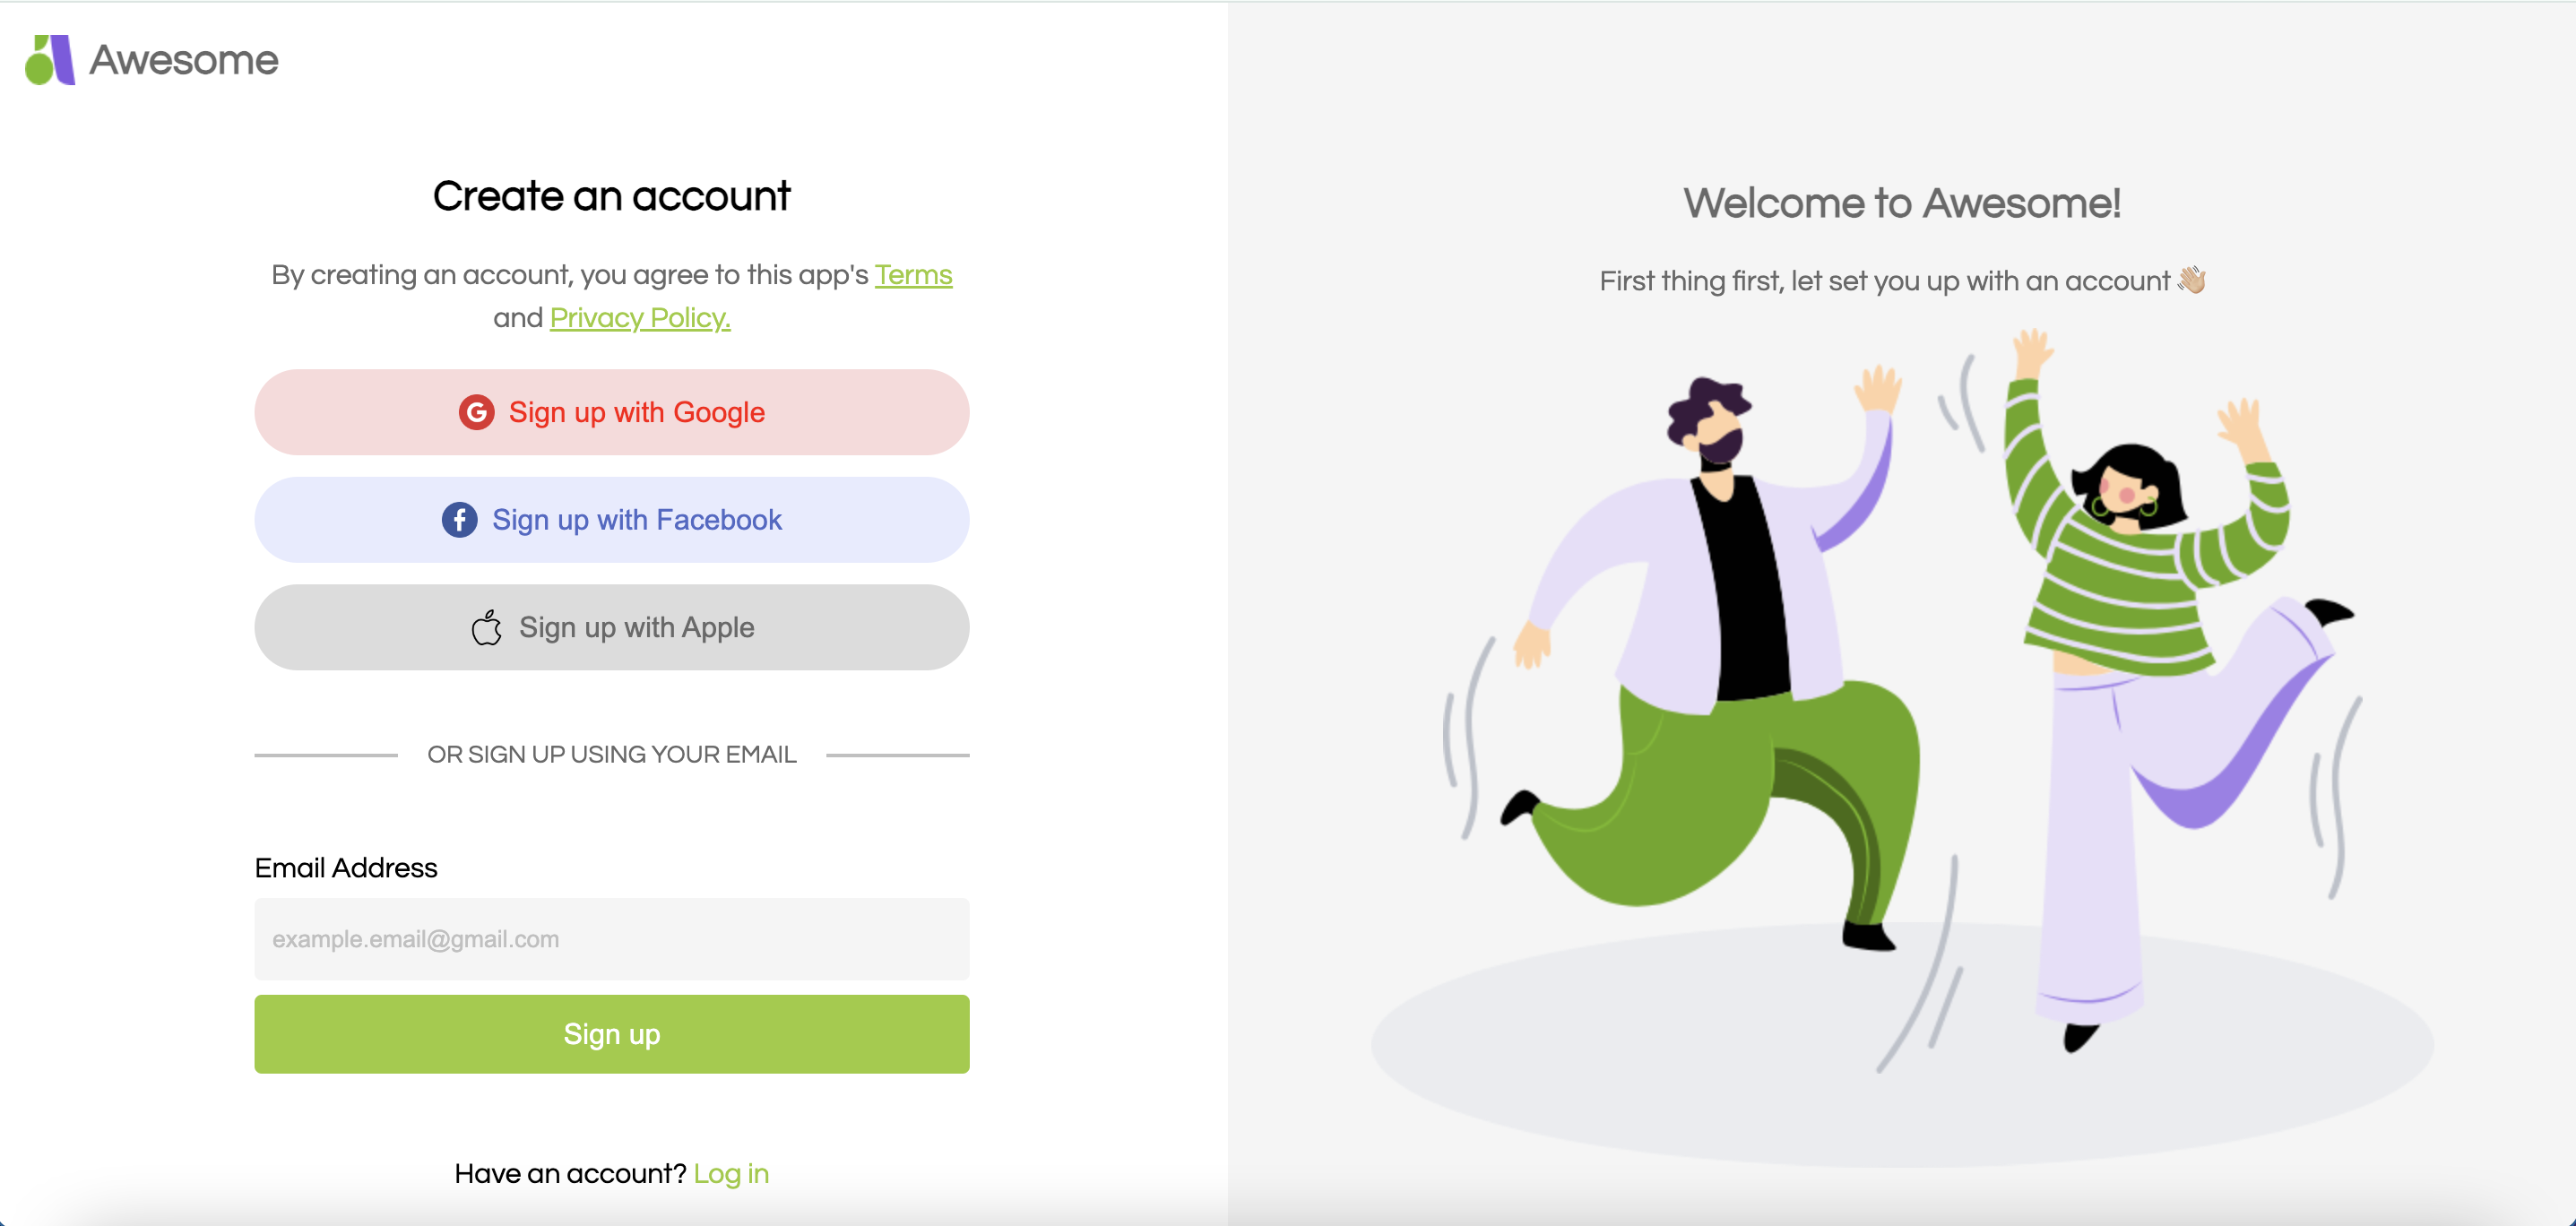 Awesome
Create an account
By creating an account, you agree to this app's Terms
and Privacy Policy.
Sign up with Google
Sign up with Facebook
Sign up with Apple
OR SIGN UP USING YOUR EMAIL
Email Address
example.email@gmail.com
Sign up
Have an account? Log in
Welcome to Awesome!
First thing first, let set you up with an account 👋🏼